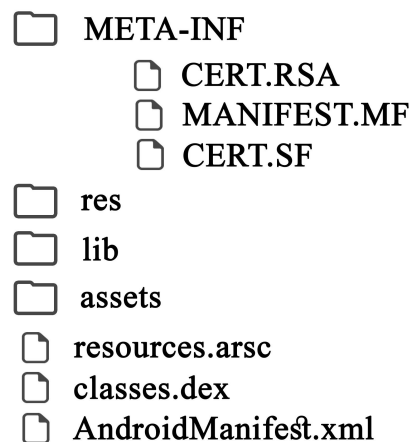 META-INF
CERT.RSA
MANIFEST.MF
CERT.SF
res
lib
assets
resources.arsc
classes.dex
AndroidManifest.xml